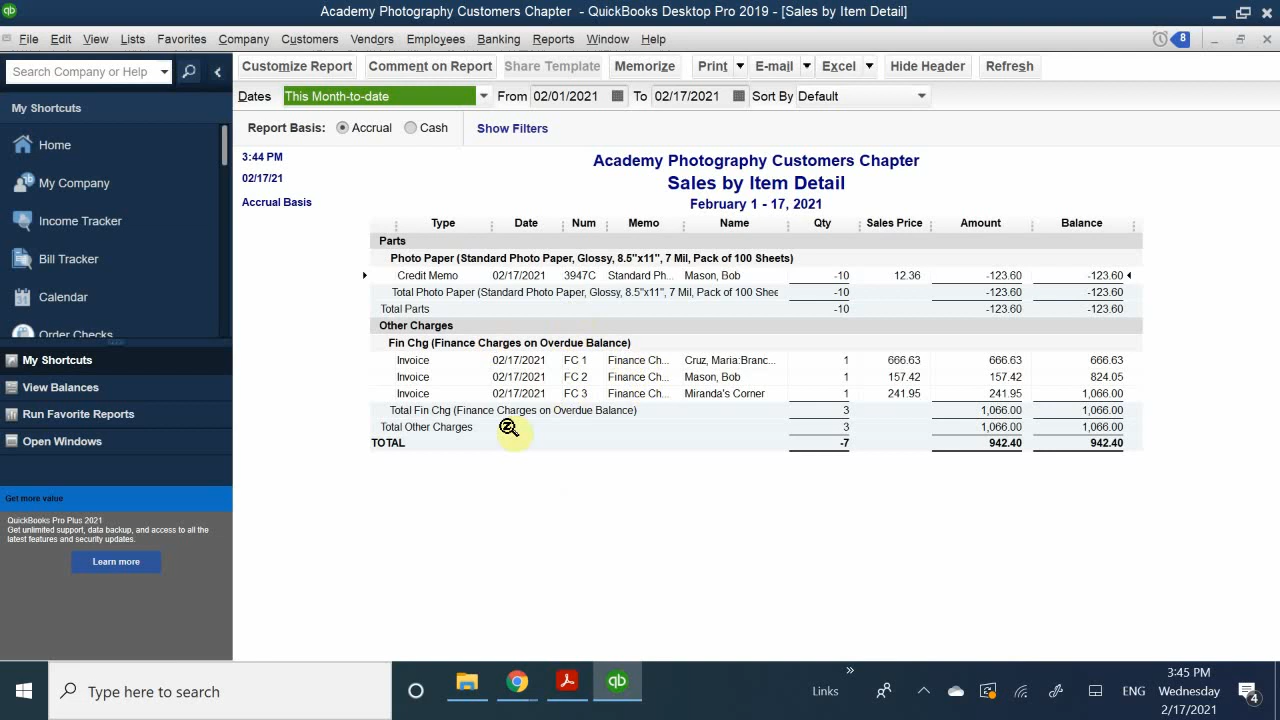 Academy Photography Customers Chapter - QuickBooks Desktop Pro 2019 - [Sales by Item Detail]
File Edit View Lists Favorites Company Customers Vendors Employees Banking Reports Window Help 8
Search Company or Help
Customize Report Comment on Report Share Template Memorize Print E-mail Excel Hide Header Refresh
Dates This Month-to-date From 02/01/2021 To 02/17/2021 Sort By Default
Report Basis: Accrual Cash Show Filters
My Shortcuts
Home
My Company
Income Tracker
Bill Tracker
Calendar
Order Checks
My Shortcuts
View Balances
Run Favorite Reports
Open Windows
Get more value
QuickBooks Pro Plus 2021
Get unlimited support, data backup, and access to all the
latest features and security updates.
Learn more
3:44 PM
02/17/21
Accrual Basis
Academy Photography Customers Chapter
Sales by Item Detail
February 1 - 17, 2021
Type Date Num Memo Name Qty Sales Price Amount Balance
Parts
Photo Paper (Standard Photo Paper, Glossy, 8.5"x11", 7 Mil, Pack of 100 Sheets)
Credit Memo 02/17/2021 3947C Standard Ph... Mason, Bob -10 12.36 -123.60 -123.60
Total Photo Paper (Standard Photo Paper, Glossy, 8.5"x11", 7 Mil, Pack of 100 Shee -10 -123.60 -123.60
Total Parts -10 -123.60 -123.60
Other Charges
Fin Chg (Finance Charges on Overdue Balance)
Invoice 02/17/2021 FC 1 Finance Ch... Cruz, Maria:Branc... 1 666.63 666.63 666.63
Invoice 02/17/2021 FC 2 Finance Ch... Mason, Bob 1 157.42 157.42 824.05
Invoice 02/17/2021 FC 3 Finance Ch... Miranda's Corner 1 241.95 241.95 1,066.00
Total Fin Chg (Finance Charges on Overdue Balance) 3 1,066.00 1,066.00
Total Other Charges 3 1,066.00 1,066.00
TOTAL -7 942.40 942.40
Type here to search
qb
Links
ENG
3:45 PM
Wednesday
2/17/2021
4